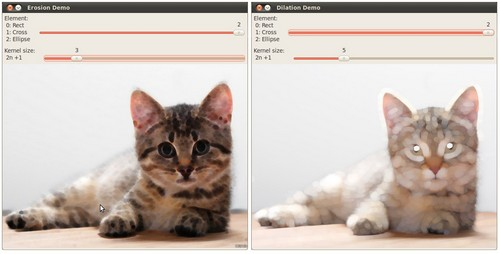 Erosion Demo
Element:
0: Rect
1: Cross
2: Ellipse
2
Kernel size:
2n +1
3
Dilation Demo
Element:
0: Rect
1: Cross
2: Ellipse
2
Kernel size:
2n +1
5